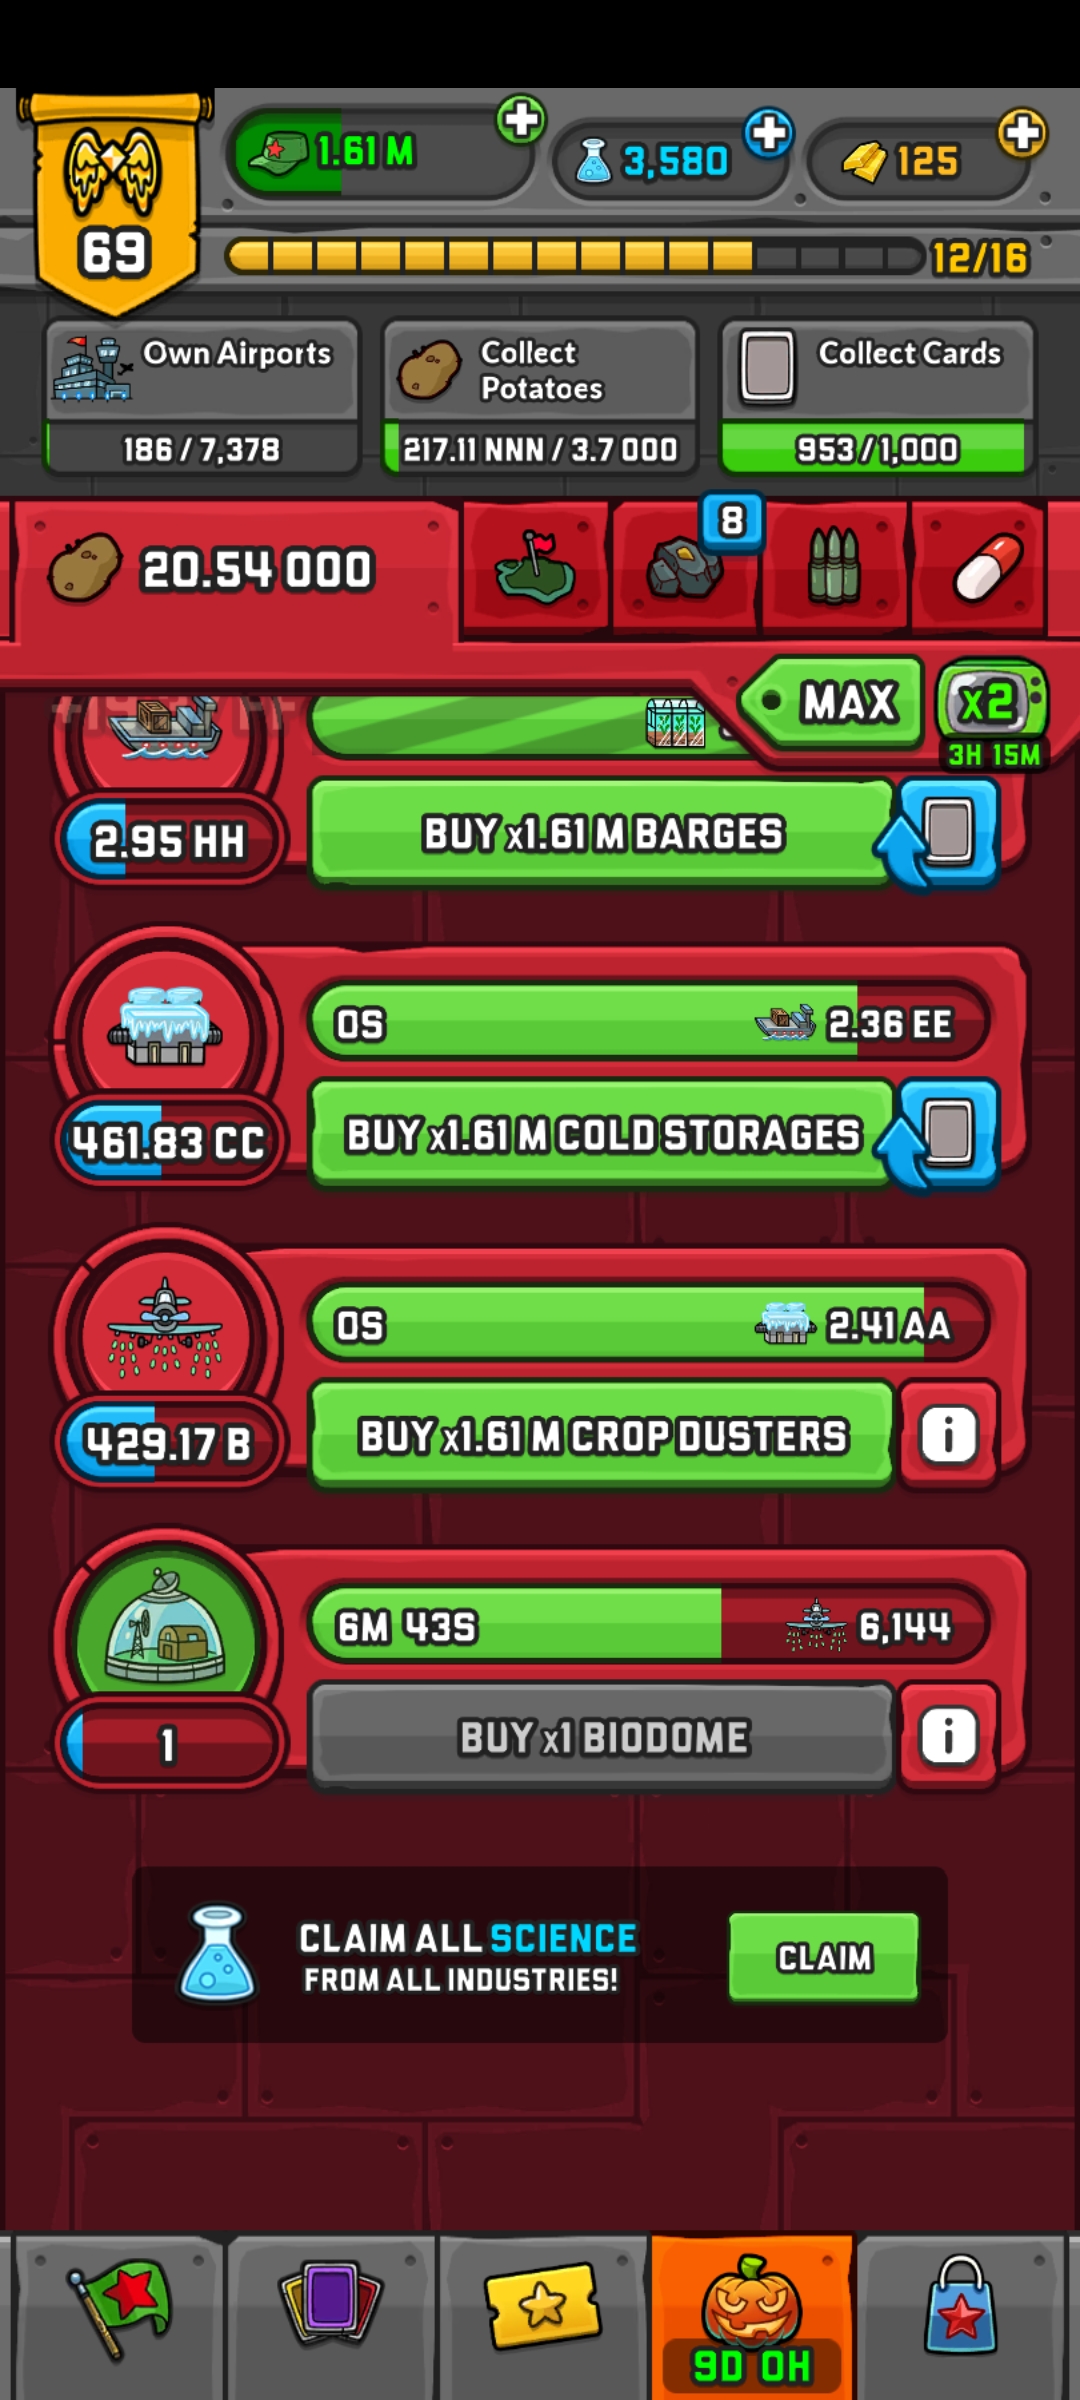 1.61 M
3,580
125
69
12/16
Own Airports
186 / 7,378
Collect
Potatoes
217.11 NNN / 3.7 OOO
Collect Cards
953 / 1,000
20.54 OOO
8
MAX
x2
3H 15M
2.95 HH
BUY x1.61 M BARGES
0S
2.36 EE
461.83 CC
BUY x1.61 M COLD STORAGES
0S
2.41 AA
429.17 B
BUY x1.61 M CROP DUSTERS
i
6M 43S
6,144
1
BUY x1 BIODOME
i
CLAIM ALL SCIENCE
FROM ALL INDUSTRIES!
CLAIM
9D 0H